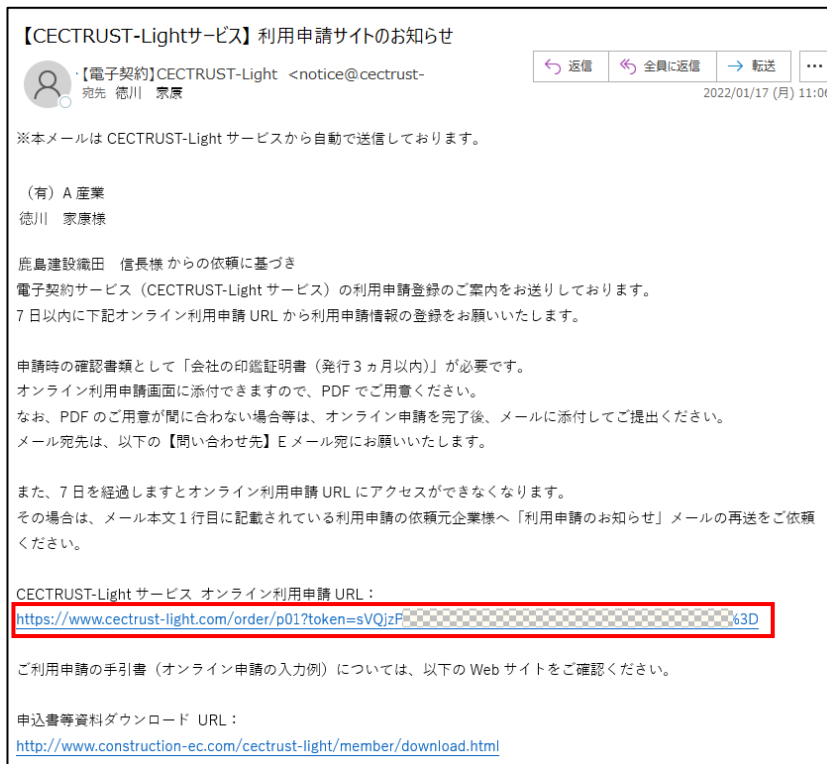 【CECTRUST-Lightサービス】 利用申請サイトのお知らせ
【電子契約】CECTRUST-Light <notice@cectrust-
宛先 徳川 家康
返信 全員に返信 転送 …
2022/01/17 (月) 11:06
※本メールは CECTRUST-Light サービスから自動で送信しております。
（有）A 産業
徳川 家康様
鹿島建設織田 信長様 からの依頼に基づき
電子契約サービス（CECTRUST-Light サービス）の利用申請登録のご案内をお送りしております。
7 日以内に下記オンライン利用申請 URL から利用申請情報の登録をお願いいたします。
申請時の確認書類として「会社の印鑑証明書（発行３ヵ月以内）」が必要です。
オンライン利用申請画面に添付できますので、PDF でご用意ください。
なお、PDF のご用意が間に合わない場合等は、オンライン申請を完了後、メールに添付してご提出ください。
メール宛先は、以下の【問い合わせ先】E メール宛にお願いいたします。
また、7 日を経過しますとオンライン利用申請 URL にアクセスができなくなります。
その場合は、メール本文１行目に記載されている利用申請の依頼元企業様へ「利用申請のお知らせ」メールの再送をご依頼
ください。
CECTRUST-Light サービス オンライン利用申請 URL：
https://www.cectrust-light.com/order/p01?token=sVQjzP %3D
ご利用申請の手引書（オンライン申請の入力例）については、以下の Web サイトをご確認ください。
申込書等資料ダウンロード URL：
http://www.construction-ec.com/cectrust-light/member/download.html